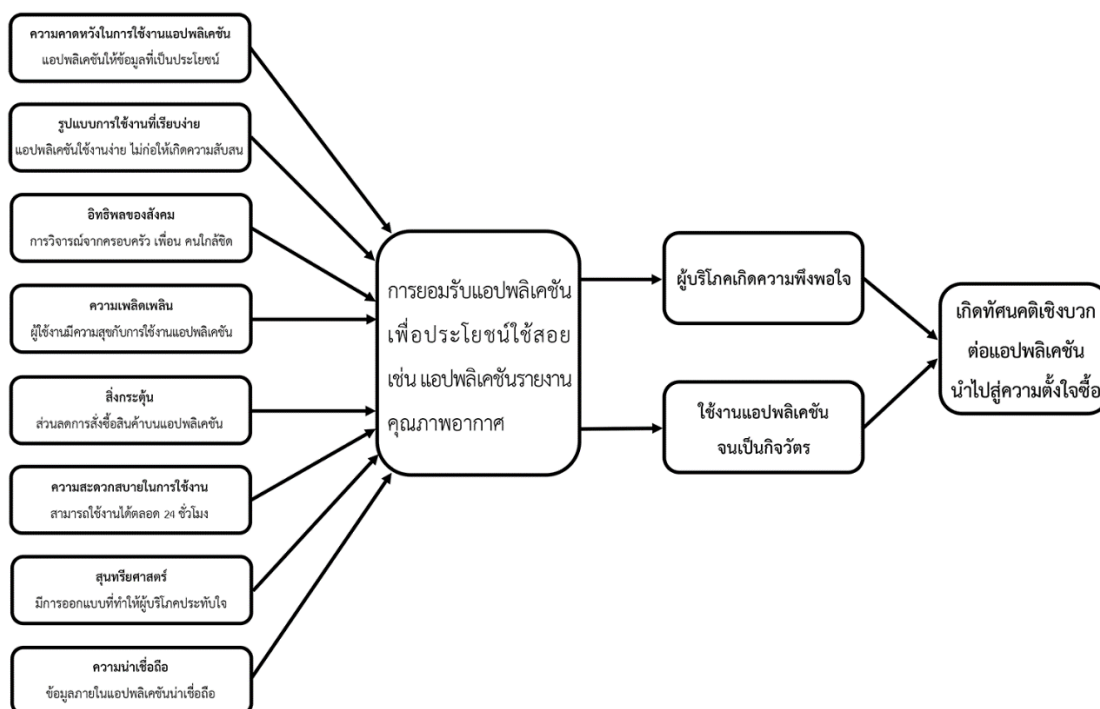 ความคาดหวังในการใช้งานแอปพลิเคชัน
แอปพลิเคชันให้ข้อมูลที่เป็นประโยชน์
รูปแบบการใช้งานที่เรียบง่าย
แอปพลิเคชันใช้งานง่าย ไม่ก่อให้เกิดความสับสน
อิทธิพลของสังคม
การวิจารณ์จากครอบครัว เพื่อน คนใกล้ชิด
ความเพลิดเพลิน
ผู้ใช้งานมีความสุขกับการใช้งานแอปพลิเคชัน
สิ่งกระตุ้น
ส่วนลดการสั่งซื้อสินค้าบนแอปพลิเคชัน
ความสะดวกสบายในการใช้งาน
สามารถใช้งานได้ตลอด 24 ชั่วโมง
สุนทรียศาสตร์
มีการออกแบบที่ทำให้ผู้บริโภคประทับใจ
ความน่าเชื่อถือ
ข้อมูลภายในแอปพลิเคชันน่าเชื่อถือ
การยอมรับแอปพลิเคชัน
เพื่อประโยชน์ใช้สอย
เช่น แอปพลิเคชันรายงาน
คุณภาพอากาศ
ผู้บริโภคเกิดความพึงพอใจ
ใช้งานแอปพลิเคชัน
จนเป็นกิจวัตร
เกิดทัศนคติเชิงบวก
ต่อแอปพลิเคชัน
นำไปสู่ความตั้งใจซื้อ